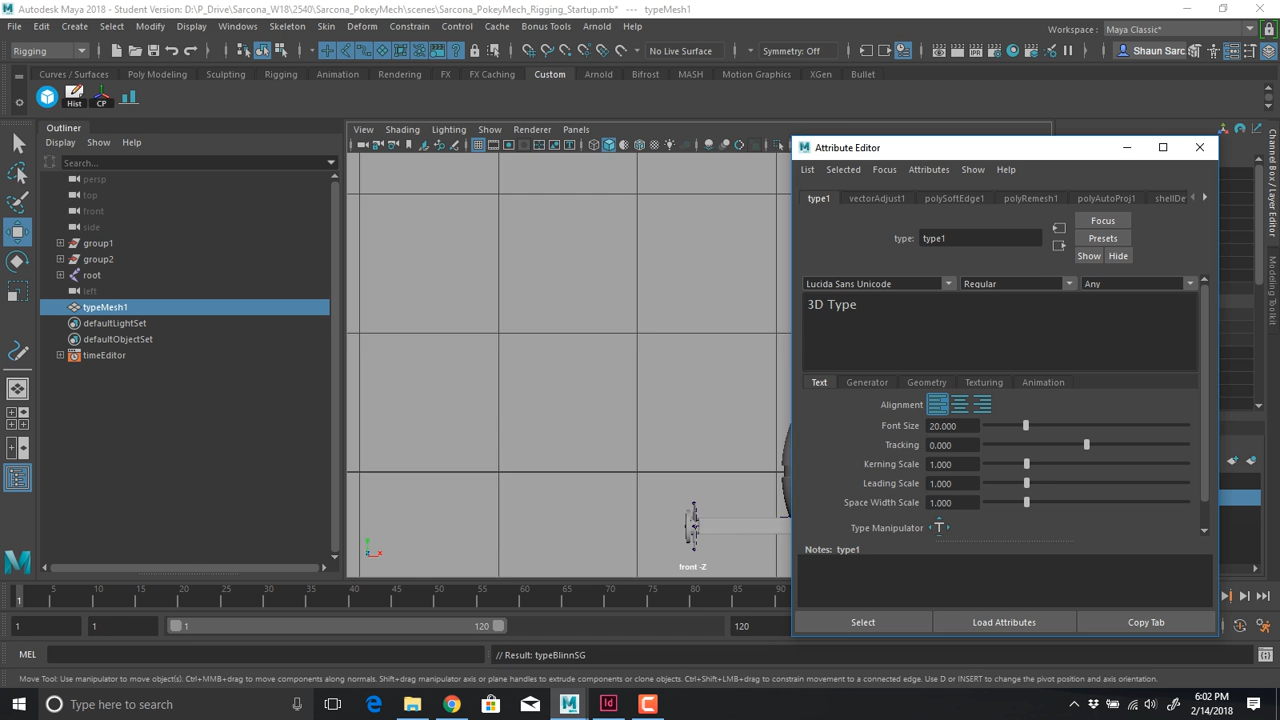 Autodesk Maya 2018 - Student Version: D:\P_Drive\Sarcona_W18\2540\Sarcona_PokeyMech\scenes\Sarcona_PokeyMech_Rigging_Startup.mb* --- typeMesh1
File Edit Create Select Modify Display Windows Skeleton Skin Deform Constrain Control Cache Bonus Tools Arnold Help
Workspace : Maya Classic*
Rigging No Live Surface Symmetry: Off Shaun Sarc
Curves / Surfaces Poly Modeling Sculpting Rigging Animation Rendering FX FX Caching Custom Arnold Bifrost MASH Motion Graphics XGen Bullet
Hist CP
Outliner
Display Show Help
Search...
persp
top
front
side
group1
group2
root
left
typeMesh1
defaultLightSet
defaultObjectSet
timeEditor
View Shading Lighting Show Renderer Panels
front -Z
Attribute Editor
List Selected Focus Attributes Show Help
type1 vectorAdjust1 polySoftEdge1 polyRemesh1 polyAutoProj1 shellDe
Focus
type: type1
Presets
Show Hide
Lucida Sans Unicode Regular Any
3D Type
Text Generator Geometry Texturing Animation
Alignment
Font Size 20.000
Tracking 0.000
Kerning Scale 1.000
Leading Scale 1.000
Space Width Scale 1.000
Type Manipulator T
Notes: type1
Select Load Attributes Copy Tab
Channel Box / Layer Editor
Modeling Toolkit
1 5 10 15 20 25 30 35 40 45 50 55 60 65 70 75 80 85 90
1 1 1 120 120
MEL // Result: typeBlinnSG
Move Tool: Use manipulator to move object(s). Ctrl+MMB+drag to move components along normals. Shift+drag manipulator axis or plane handles to extrude components or clone objects. Ctrl+Shift+LMB+drag to constrain movement to a connected edge. Use D or INSERT to change the pivot position and axis orientation.
Type here to search
6:02 PM
2/14/2018